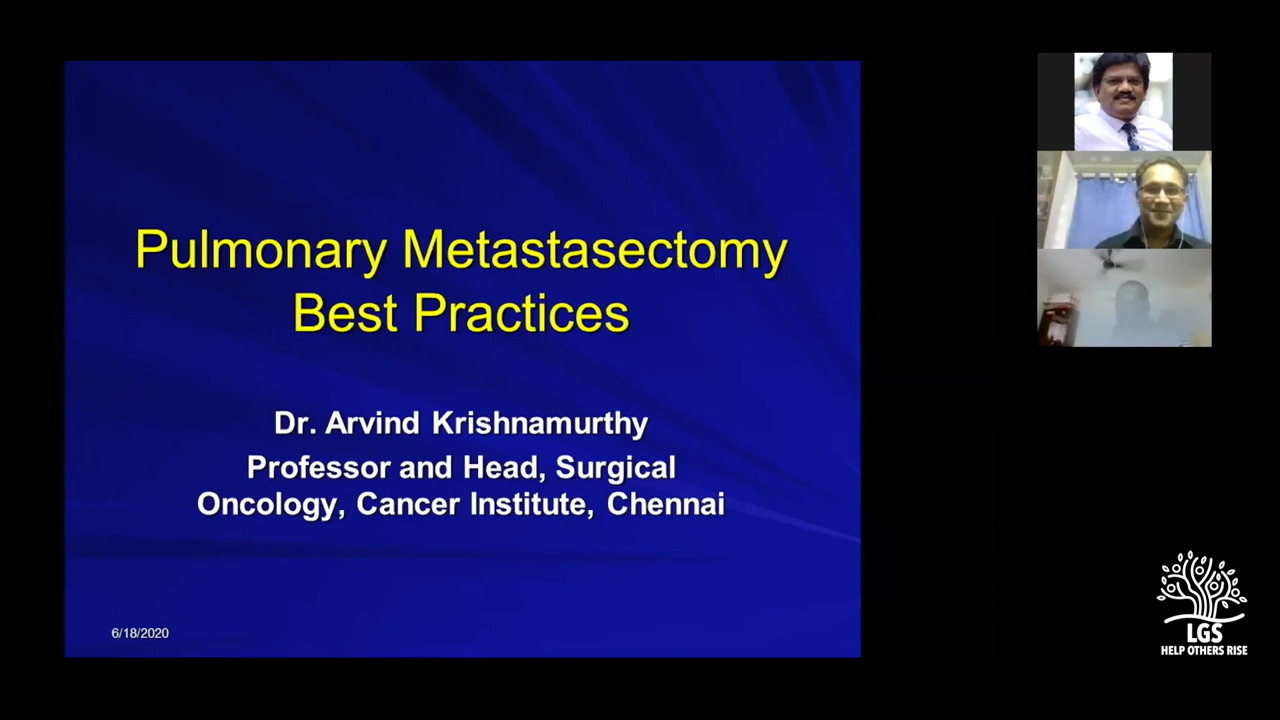 Pulmonary Metastasectomy
Best Practices
Dr. Arvind Krishnamurthy
Professor and Head, Surgical
Oncology, Cancer Institute, Chennai
6/18/2020
LGS
HELP OTHERS RISE